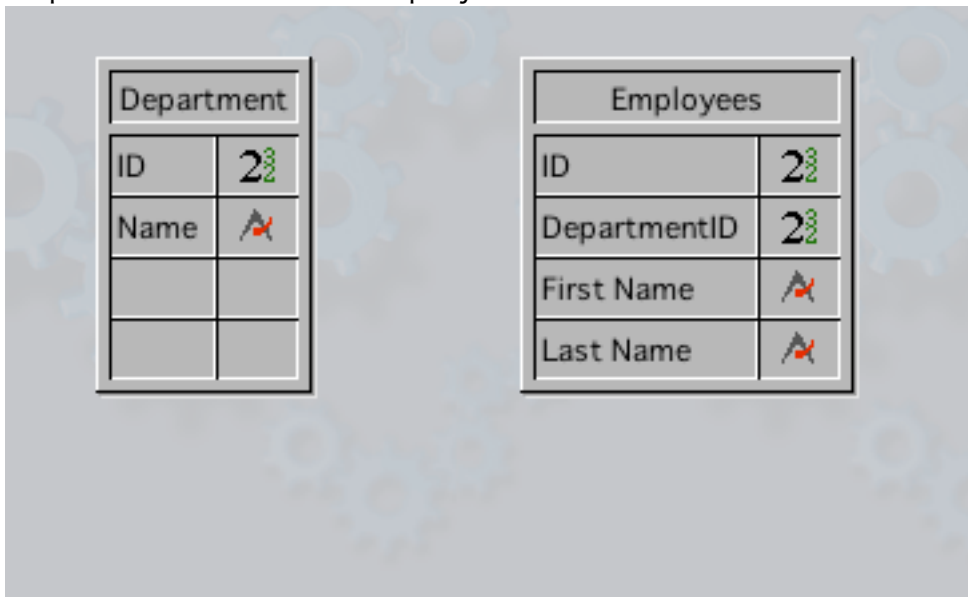 Department
ID
Name
Employees
ID
DepartmentID
First Name
Last Name